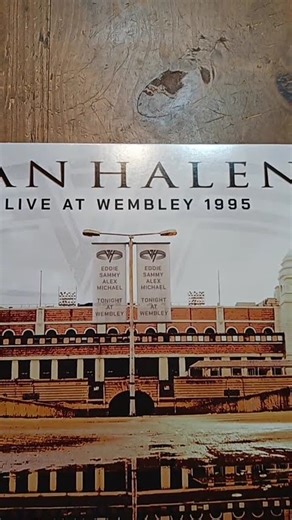 AN HALEN
LIVE AT WEMBLEY 1995
EDDIE
SAMMY
ALEX
MICHAEL
TONIGHT
AT
WEMBLEY
EDDIE
SAMMY
ALEX
MICHAEL
TONIGHT
AT
WEMBLEY